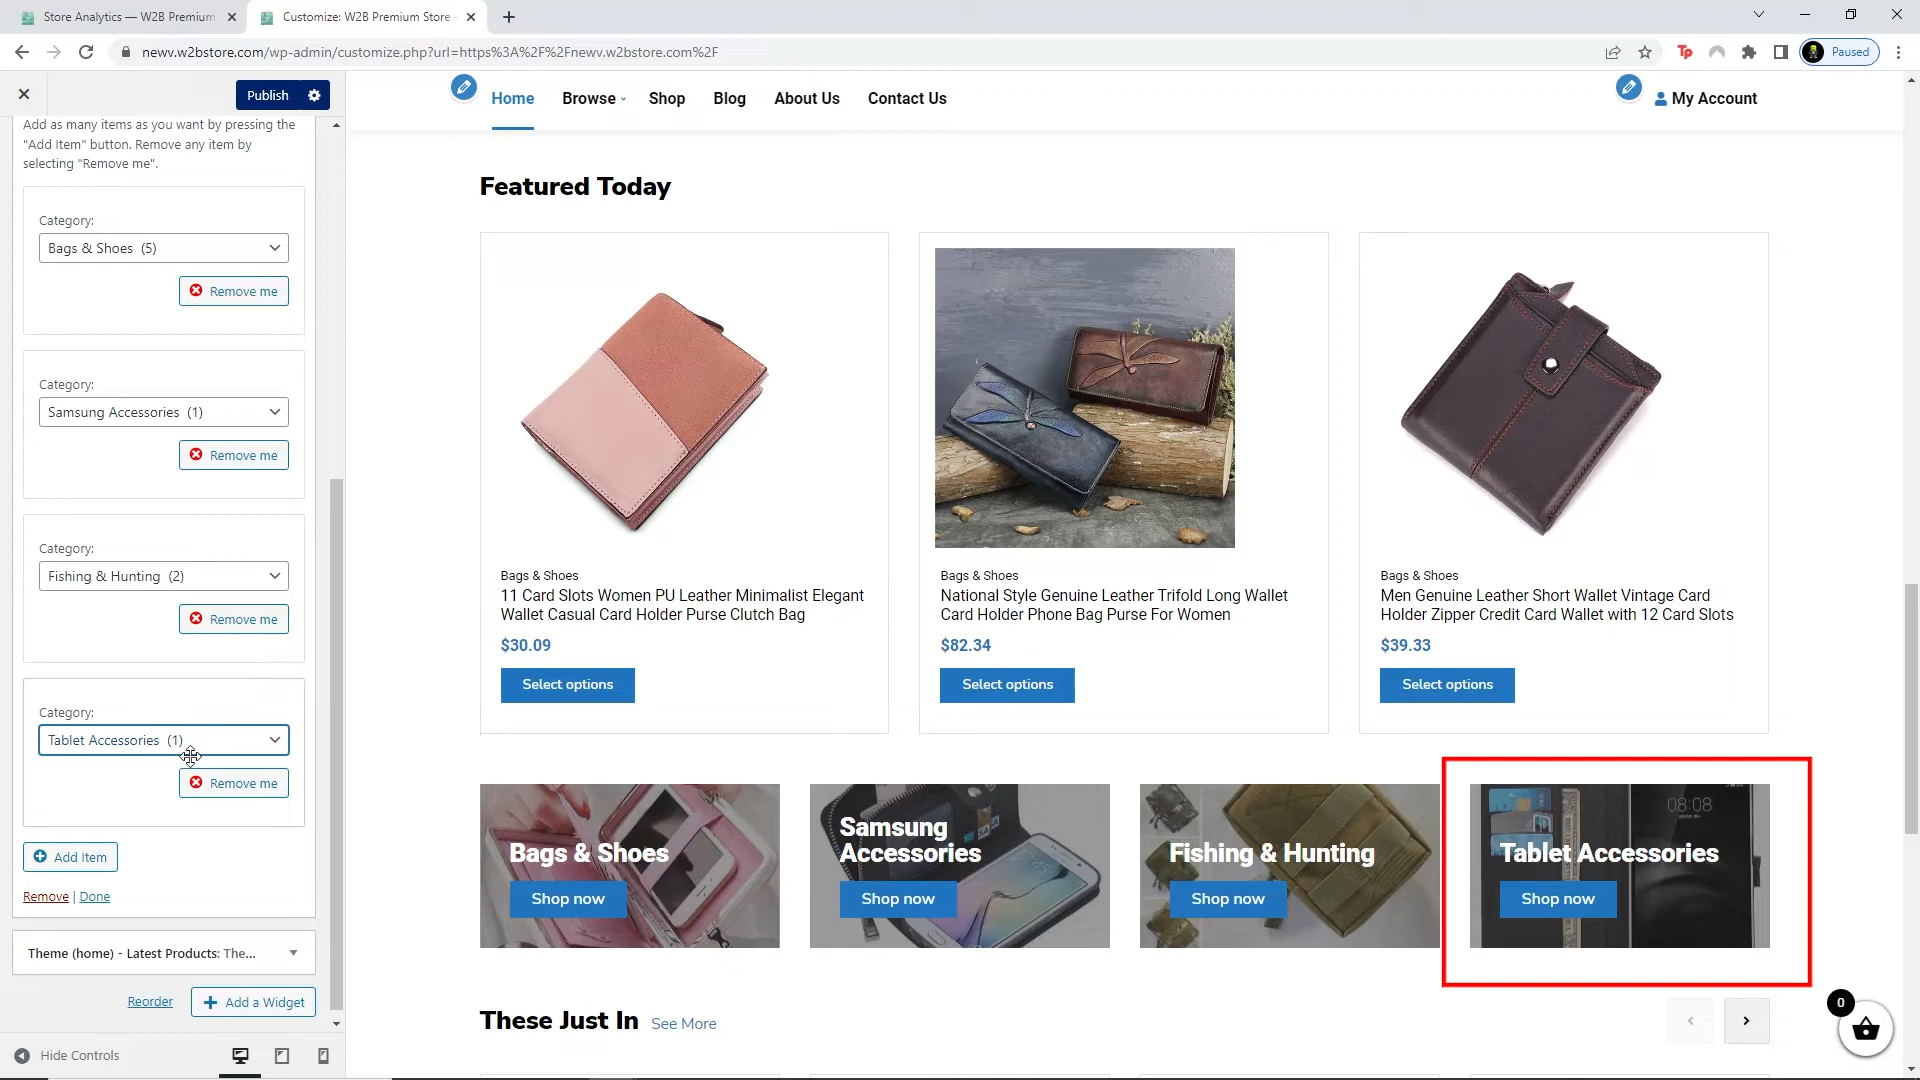 Store Analytics — W2B Premium
Customize: W2B Premium Store -
newv.w2bstore.com/wp-admin/customize.php?url=https%3A%2F%2Fnewv.w2bstore.com%2F
Tp
Paused
Publish
Add as many items as you want by pressing the
"Add Item" button. Remove any item by
selecting "Remove me".
Category:
Bags & Shoes (5)
Remove me
Category:
Samsung Accessories (1)
Remove me
Category:
Fishing & Hunting (2)
Remove me
Category:
Tablet Accessories (1)
Remove me
Add Item
Remove | Done
Theme (home) - Latest Products: The...
Reorder
Add a Widget
Hide Controls
Home
Browse
Shop
Blog
About Us
Contact Us
My Account
Featured Today
Bags & Shoes
11 Card Slots Women PU Leather Minimalist Elegant
Wallet Casual Card Holder Purse Clutch Bag
$30.09
Select options
Bags & Shoes
National Style Genuine Leather Trifold Long Wallet
Card Holder Phone Bag Purse For Women
$82.34
Select options
Bags & Shoes
Men Genuine Leather Short Wallet Vintage Card
Holder Zipper Credit Card Wallet with 12 Card Slots
$39.33
Select options
Bags & Shoes
Shop now
Samsung
Accessories
Shop now
Fishing & Hunting
Shop now
08:08
Tablet Accessories
Shop now
These Just In
See More
0